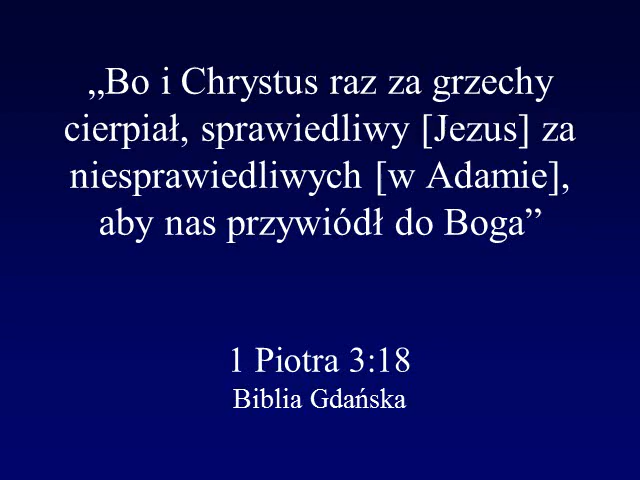 „Bo i Chrystus raz za grzechy
cierpiał, sprawiedliwy [Jezus] za
niesprawiedliwych [w Adamie],
aby nas przywiódł do Boga”
1 Piotra 3:18
Biblia Gdańska